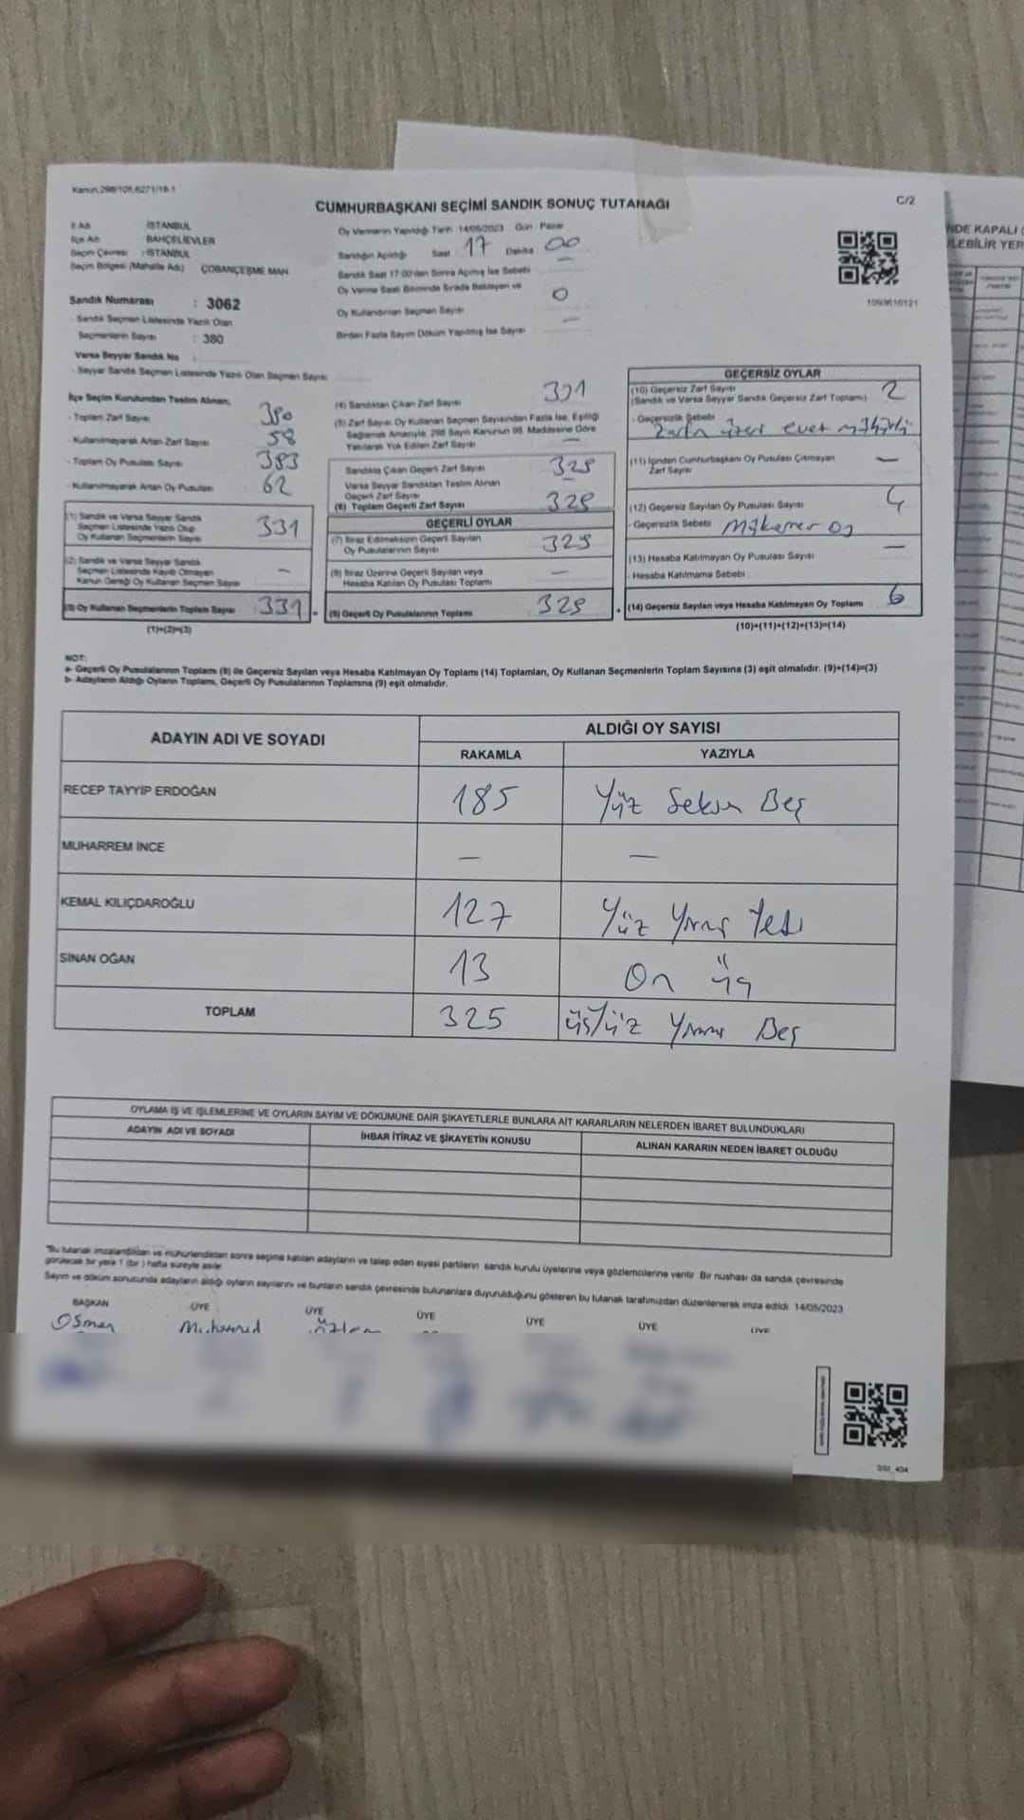 Kanun:298/105,6271/18-1
CUMHURBAŞKANI SEÇİMİ SANDIK SONUÇ TUTANAĞI
C/2
İl Adı İSTANBUL
İlçe Adı BAHÇELİEVLER
Seçim Çevresi : İSTANBUL
Seçim Bölgesi (Mahalle Adı) ÇOBANÇEŞME MAH.
Sandık Numarası : 3062
Sandık Seçmen Listesinde Yazılı Olan
Seçmenlerin Sayısı : 380
Varsa Seyyar Sandık No
Seyyar Sandık Seçmen Listesinde Yazılı Olan Seçmen Sayısı
Oy Vermenin Yapıldığı Tarih 14/05/2023 Gün Pazar
Sandığın Açıldığı Saat 17 Dakika 00
Sandık Saat 17:00'den Sonra Açılmış İse Sebebi —
Oy Verme Saati Bitiminde Sırada Bekleyen ve
Oy Kullandırılan Seçmen Sayısı 0
Birden Fazla Sayım Döküm Yapılmış İse Sayısı —
1093610121
İlçe Seçim Kurulundan Teslim Alınan;
- Toplam Zarf Sayısı 380
- Kullanılmayarak Artan Zarf Sayısı 58
- Toplam Oy Pusulası Sayısı 383
- Kullanılmayarak Artan Oy Pusulası 62
(1) Sandık ve Varsa Seyyar Sandık
Seçmen Listesinde Yazılı Olup
Oy Kullanan Seçmenlerin Sayısı 331
(2) Sandık ve Varsa Seyyar Sandık
Seçmen Listesinde Kayıtlı Olmayan
Kanun Gereği Oy Kullanan Seçmen Sayısı —
(3) Oy Kullanan Seçmenlerin Toplam Sayısı 331
(1)+(2)=(3)
(4) Sandıktan Çıkan Zarf Sayısı 331
(5) Zarf Sayısı Oy Kullanan Seçmen Sayısından Fazla İse, Eşitliği
Sağlamak Amacıyla, 298 Sayılı Kanunun 98. Maddesine Göre
Yakılarak Yok Edilen Zarf Sayısı —
Sandıkta Çıkan Geçerli Zarf Sayısı 329
Varsa Seyyar Sandıktan Teslim Alınan
Geçerli Zarf Sayısı
(6) Toplam Geçerli Zarf Sayısı 329
GEÇERLİ OYLAR
(7) İtiraz Edilmeksizin Geçerli Sayılan
Oy Pusulalarının Sayısı 325
(8) İtiraz Üzerine Geçerli Sayılan veya
Hesaba Katılan Oy Pusulası Toplamı —
(9) Geçerli Oy Pusulalarının Toplamı 325
GEÇERSİZ OYLAR
(10) Geçersiz Zarf Sayısı
(Sandık ve Varsa Seyyar Sandık Geçersiz Zarf Toplamı) 2
- Geçersizlik Sebebi
Zarfın üzeri evet mühürlü
(11) İçinden Cumhurbaşkanı Oy Pusulası Çıkmayan
Zarf Sayısı —
(12) Geçersiz Sayılan Oy Pusulası Sayısı 4
- Geçersizlik Sebebi Mükerrer oy
(13) Hesaba Katılmayan Oy Pusulası Sayısı —
- Hesaba Katılmama Sebebi
(14) Geçersiz Sayılan veya Hesaba Katılmayan Oy Toplamı 6
(10)+(11)+(12)+(13)=(14)
NOT:
a- Geçerli Oy Pusulalarının Toplamı (9) ile Geçersiz Sayılan veya Hesaba Katılmayan Oy Toplamı (14) Toplamları, Oy Kullanan Seçmenlerin Toplam Sayısına (3) eşit olmalıdır. (9)+(14)=(3)
b- Adayların Aldığı Oyların Toplamı, Geçerli Oy Pusulalarının Toplamına (9) eşit olmalıdır.
ADAYIN ADI VE SOYADI ALDIĞI OY SAYISI
RAKAMLA YAZIYLA
RECEP TAYYİP ERDOĞAN 185 Yüz Seksen Beş
MUHARREM İNCE — —
KEMAL KILIÇDAROĞLU 127 Yüz Yirmi Yedi
SİNAN OĞAN 13 On üç
TOPLAM 325 üçYüz Yirmi Beş
OYLAMA İŞ VE İŞLEMLERİNE VE OYLARIN SAYIM VE DÖKÜMÜNE DAİR ŞİKAYETLERLE BUNLARA AİT KARARLARIN NELERDEN İBARET BULUNDUKLARI
ADAYIN ADI VE SOYADI İHBAR İTİRAZ VE ŞİKAYETİN KONUSU ALINAN KARARIN NEDEN İBARET OLDUĞU
*Bu tutanak imzalandıktan ve mühürlendikten sonra seçime katılan adayların ve talep eden siyasi partilerin sandık kurulu üyelerine veya gözlemcilerine verilir. Bir nüshası da sandık çevresinde
görülecek bir yere 1 (bir) hafta süreyle asılır.
Sayım ve döküm sonucunda adayların aldığı oyların sayılarını ve bunların sandık çevresinde bulunanlara duyurulduğunu gösteren bu tutanak tarafımızdan düzenlenerek imza edildi. 14/05/2023
BAŞKAN ÜYE ÜYE ÜYE ÜYE ÜYE ÜYE
Osman Muhammed
NDE KAPALI
LEBİLİR YER